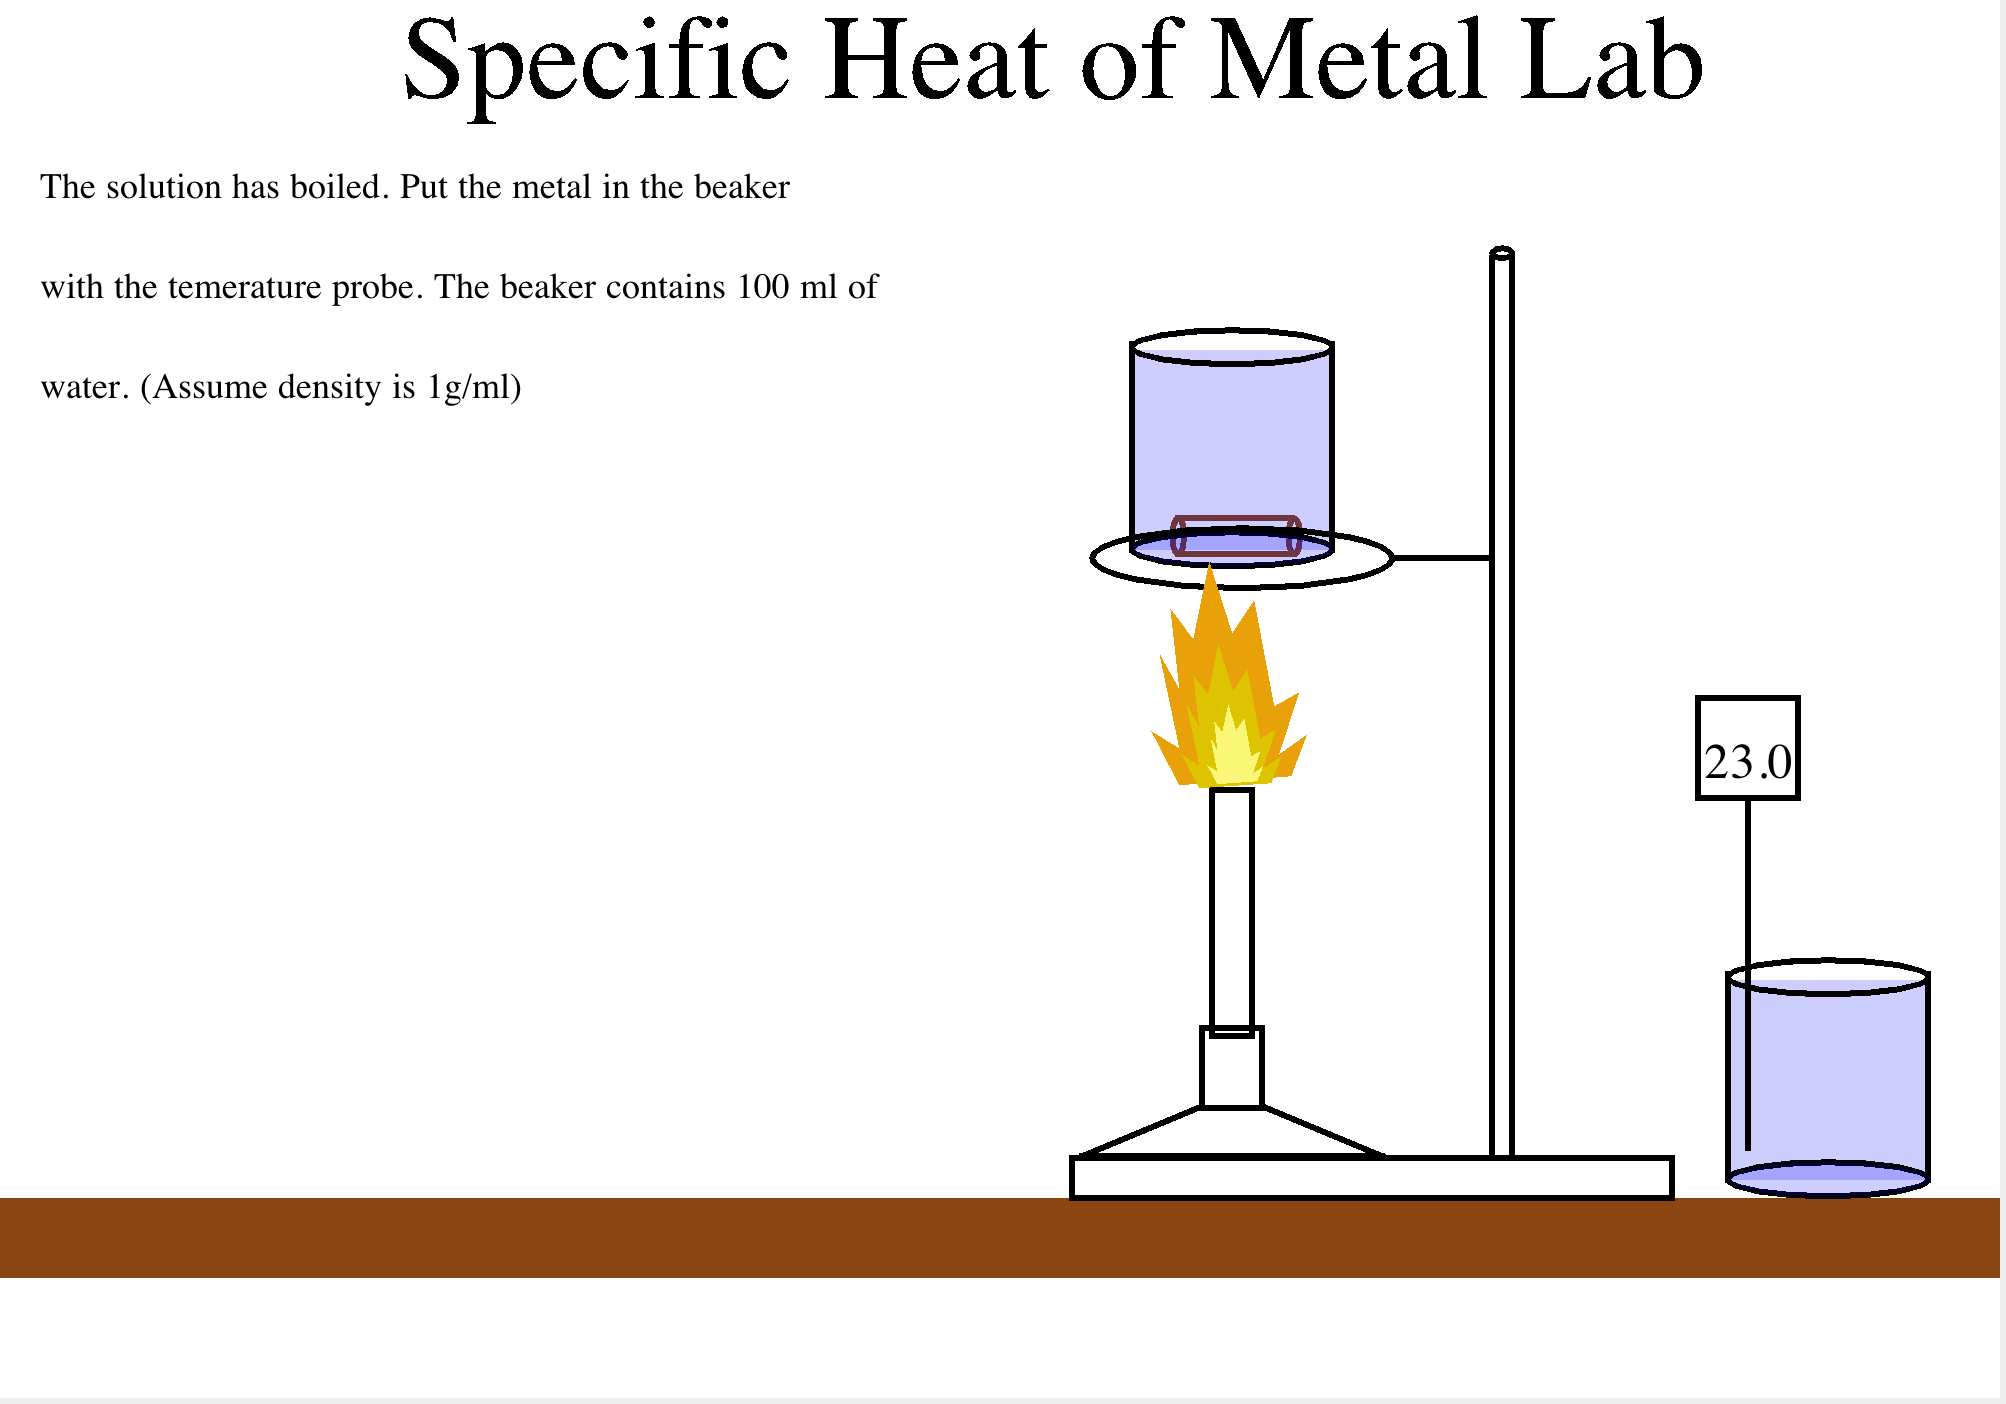 Specific Heat of Metal Lab
The solution has boiled. Put the metal in the beaker
with the temerature probe. The beaker contains 100 ml of
water. (Assume density is 1g/ml)
23.0